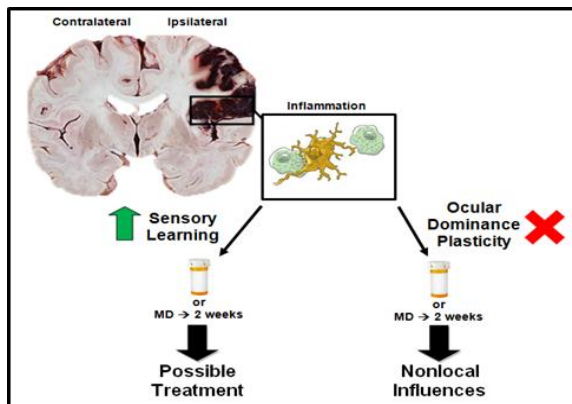 Contralateral Ipsilateral
Inflammation
Sensory
Learning
Ocular
Dominance
Plasticity
or
MD → 2 weeks
Possible
Treatment
or
MD → 2 weeks
Nonlocal
Influences